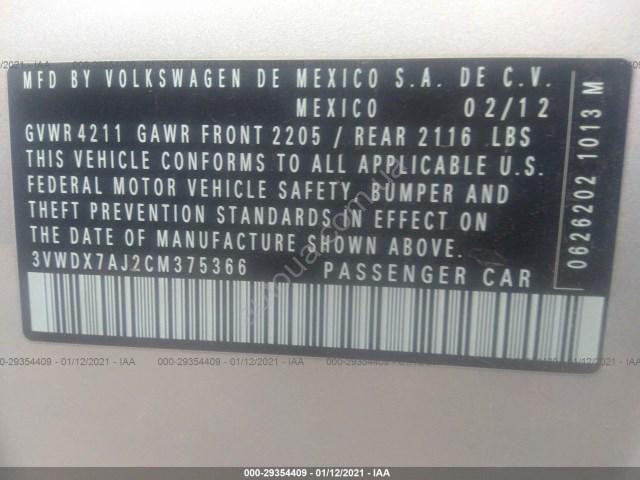 MFD BY VOLKSWAGEN DE MEXICO S.A. DE C.V.
MEXICO 02/12
GVWR 4211 GAWR FRONT 2205 / REAR 2116 LBS
THIS VEHICLE CONFORMS TO ALL APPLICABLE U.S.
FEDERAL MOTOR VEHICLE SAFETY, BUMPER AND
THEFT PREVENTION STANDARDS IN EFFECT ON
THE DATE OF MANUFACTURE SHOWN ABOVE.
3VWDX7AJ2CM375366 PASSENGER CAR
0626202 1013 M
000-29354409 - 01/12/2021 - IAA